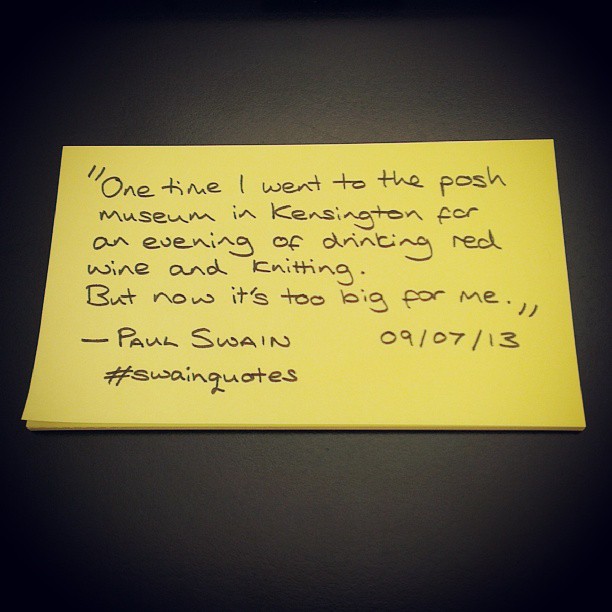 "One time I went to the posh
museum in Kensington for
an evening of drinking red
wine and knitting.
But now it's too big for me."
— PAUL SWAIN 09/07/13
#swainquotes